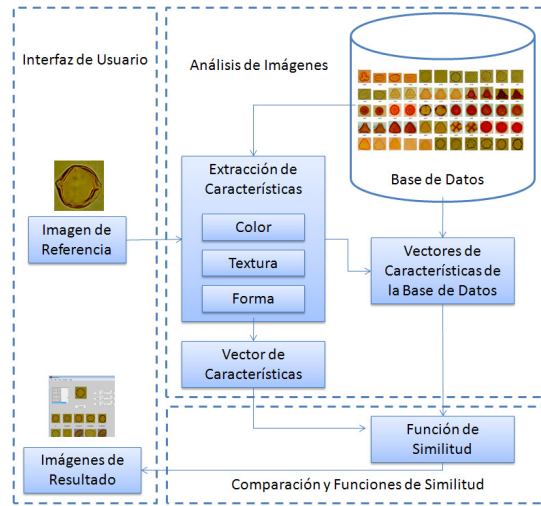 Interfaz de Usuario
Análisis de Imágenes
Base de Datos
Extracción de
Características
Color
Textura
Forma
Imagen de
Referencia
Vectores de
Características de
la Base de Datos
Vector de
Características
Función de
Similitud
Imágenes de
Resultado
Comparación y Funciones de Similitud